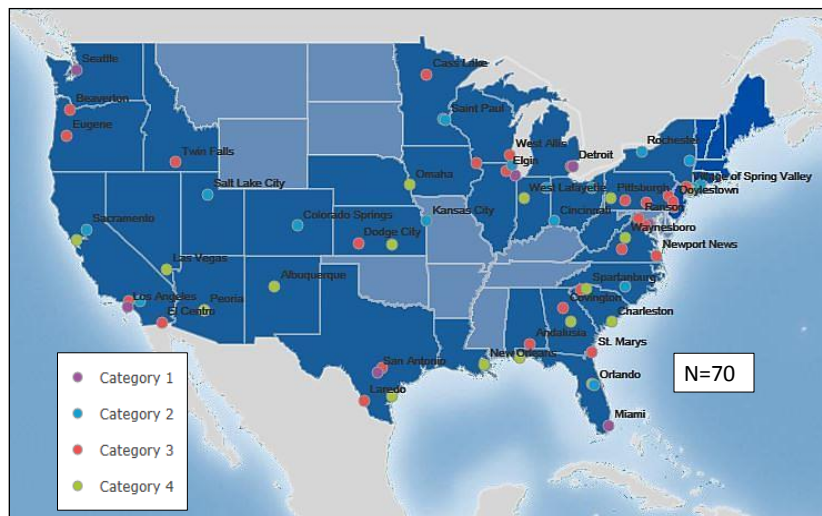 Seattle
Cass Lake
Beaverton
Saint Paul
Eugene
Rochester
West Allis
Twin Falls
Elgin
Detroit
Village of Spring Valley
Salt Lake City
Omaha
West Lafayette
Pittsburgh
Doylestown
Ranson
Sacramento
Colorado Springs
Kansas City
Cincinnati
Waynesboro
Dodge City
Newport News
Las Vegas
Albuquerque
Spartanburg
Los Angeles
Peoria
Covington
Charleston
El Centro
Andalusia
St. Marys
New Orleans
San Antonio
Orlando
Laredo
Miami
N=70
Category 1
Category 2
Category 3
Category 4